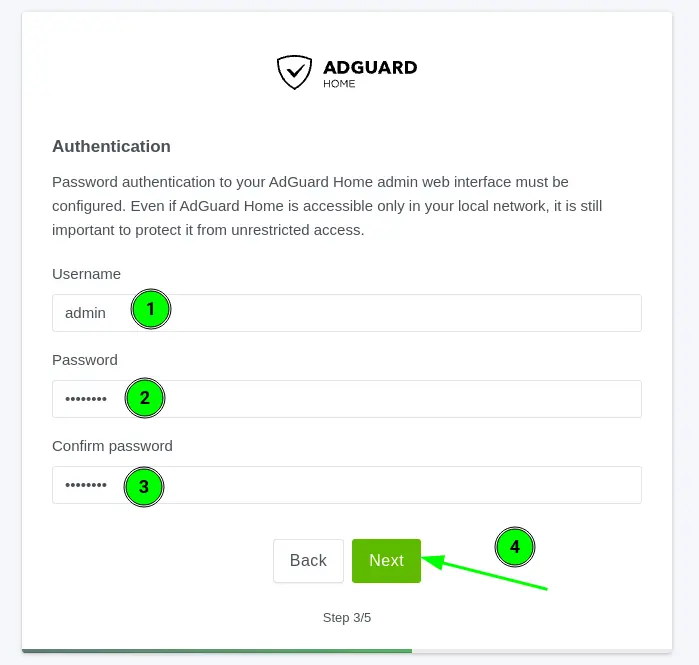 ADGUARD
HOME
Authentication
Password authentication to your AdGuard Home admin web interface must be
configured. Even if AdGuard Home is accessible only in your local network, it is still
important to protect it from unrestricted access.
Username
admin 1
Password
•••••••• 2
Confirm password
•••••••• 3
4
Back Next
Step 3/5